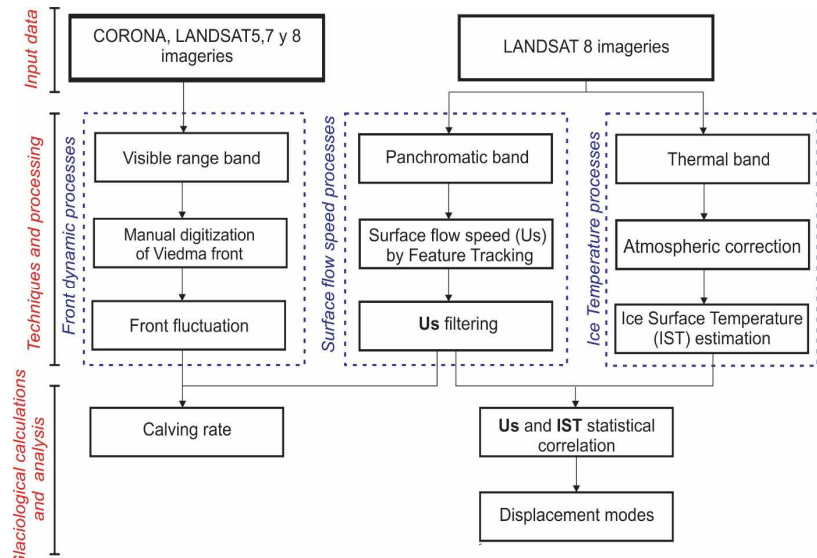 Input data
CORONA, LANDSAT5,7 y 8
imageries
LANDSAT 8 imageries
Techniques and processing
Front dynamic processes
Visible range band
Manual digitization
of Viedma front
Front fluctuation
Surface flow speed processes
Panchromatic band
Surface flow speed (Us)
by Feature Tracking
Us filtering
Ice Temperature processes
Thermal band
Atmospheric correction
Ice Surface Temperature
(IST) estimation
Glaciological calculations
and analysis
Calving rate
Us and IST statistical
correlation
Displacement modes